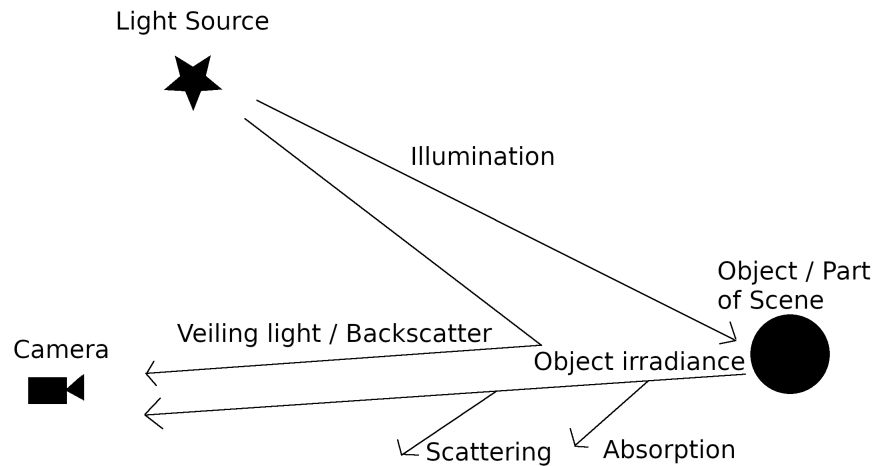 Light Source
Illumination
Object / Part
of Scene
Veiling light / Backscatter
Camera
Object irradiance
Scattering
Absorption